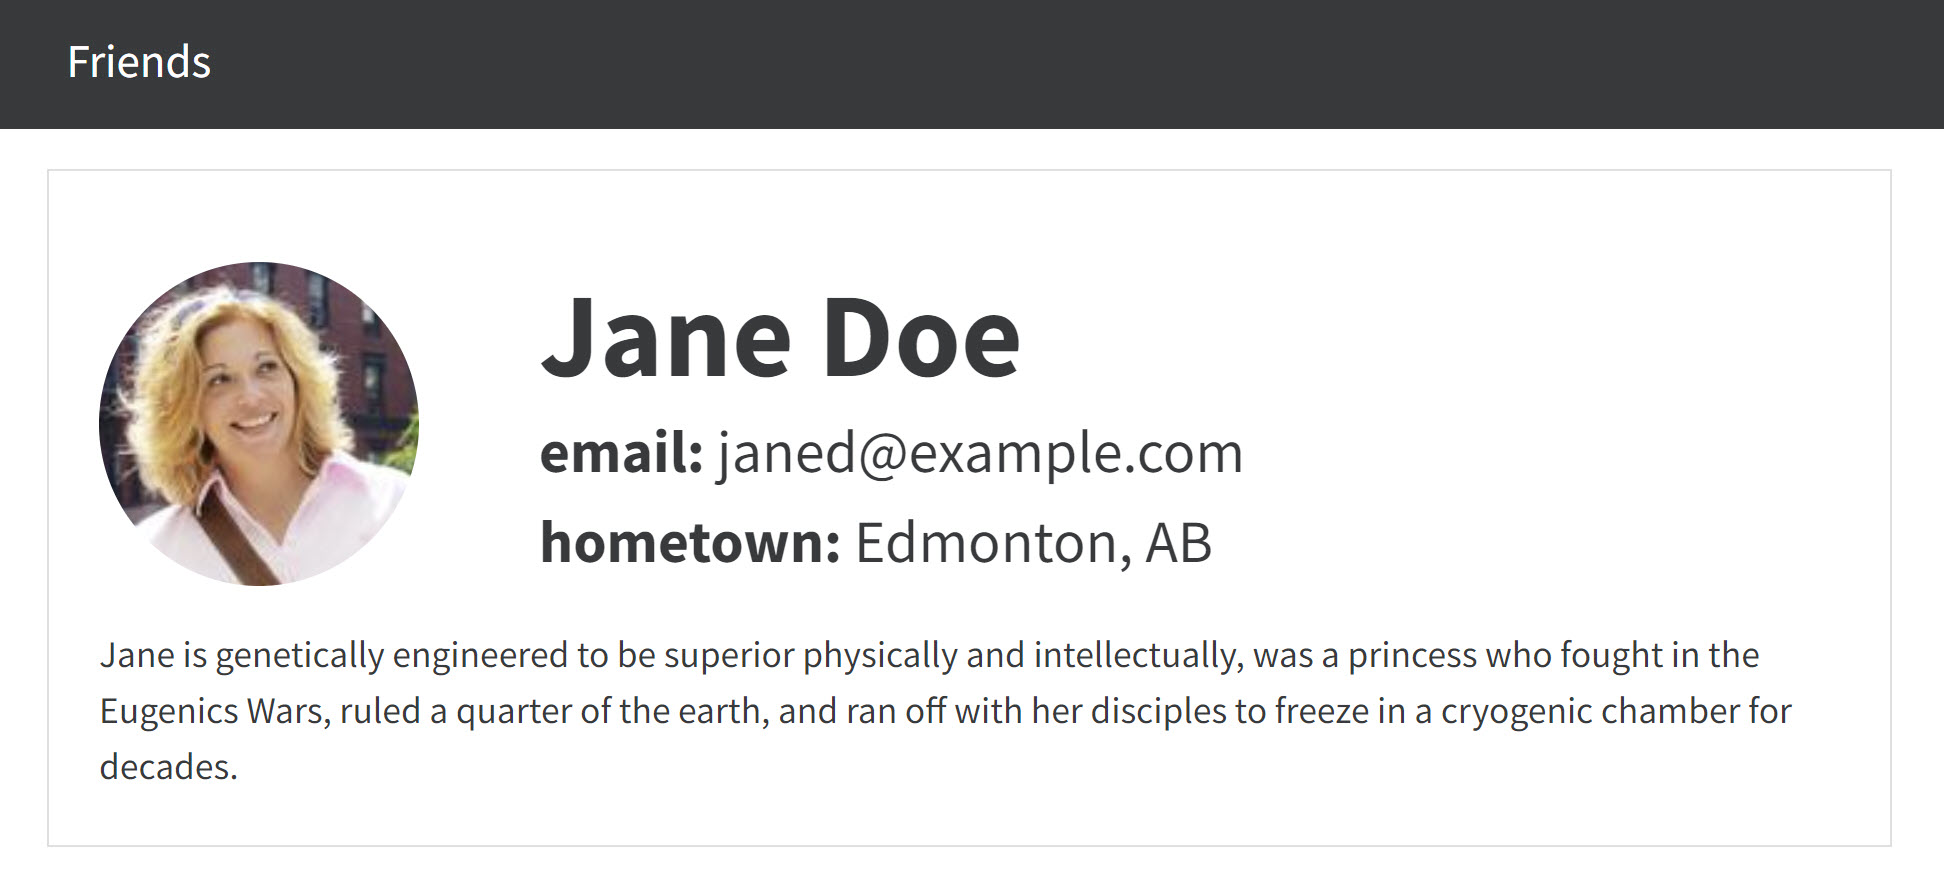 Friends
Jane Doe
email: janed@example.com
hometown: Edmonton, AB
Jane is genetically engineered to be superior physically and intellectually, was a princess who fought in the
Eugenics Wars, ruled a quarter of the earth, and ran off with her disciples to freeze in a cryogenic chamber for
decades.